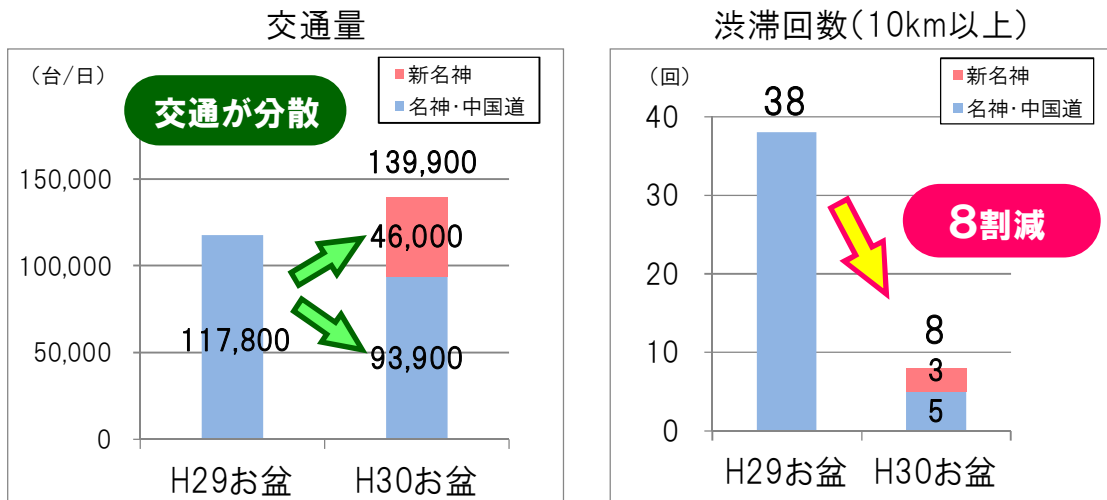 交通量
（台/日）
新名神
名神・中国道
交通が分散
139,900
150,000
46,000
100,000
117,800
50,000
93,900
0
H29お盆
H30お盆
渋滞回数(10km以上)
（回）
新名神
名神・中国道
38
40
30
8割減
20
8
10
3
5
0
H29お盆
H30お盆